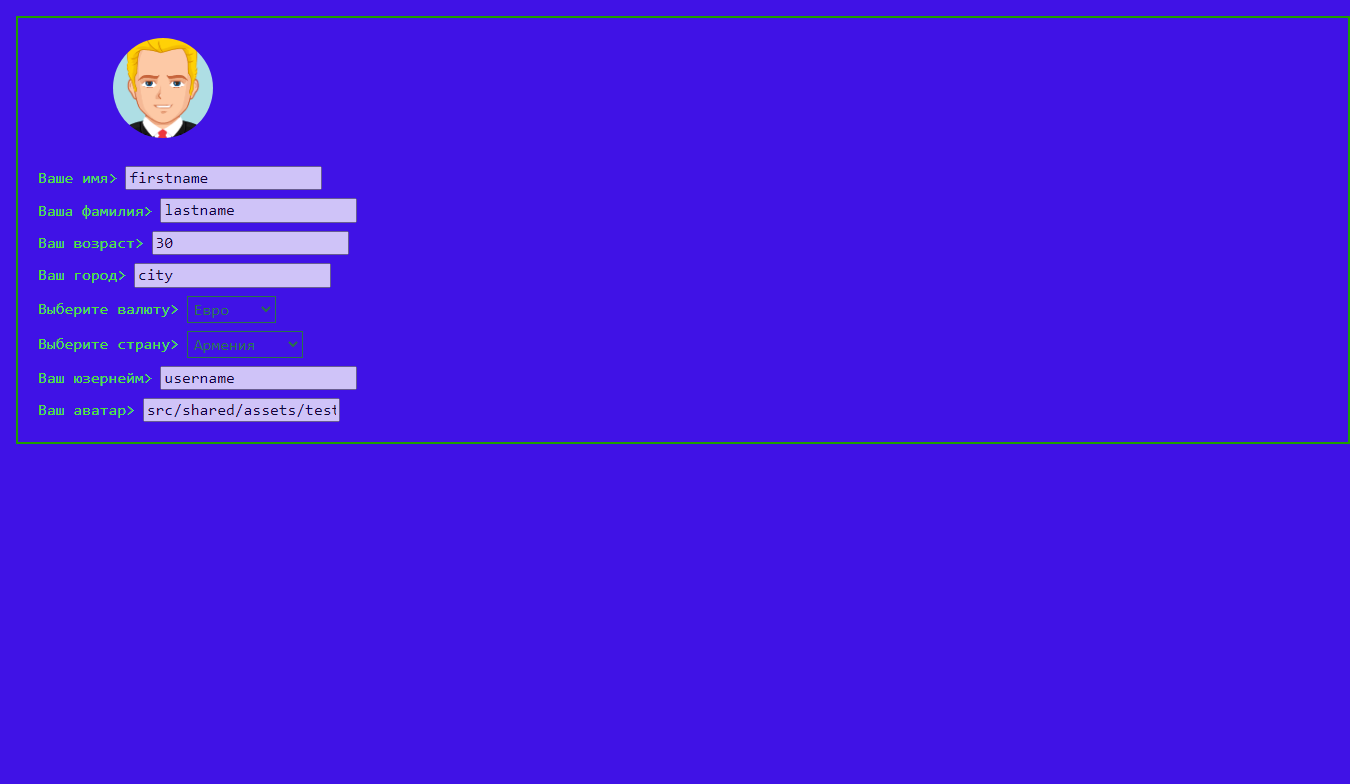 Ваше имя> firstname
Ваша фамилия> lastname
Ваш возраст> 30
Ваш город> city
Выберите валюту> Евро
Выберите страну> Армения
Ваш юзернейм> username
Ваш аватар> src/shared/assets/test